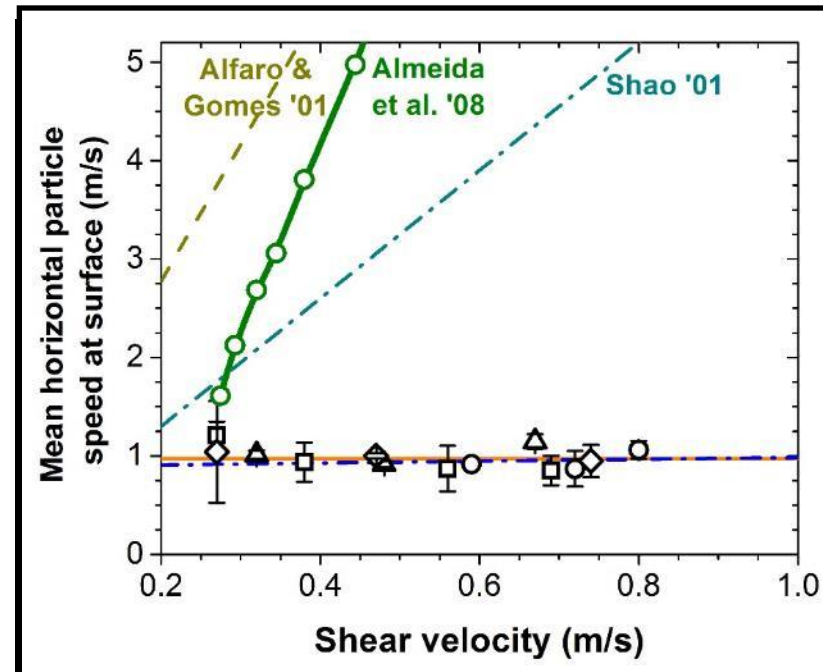 Mean horizontal particle
speed at surface (m/s)
5
4
3
2
1
0
Alfaro &
Gomes '01
Almeida
et al. '08
Shao '01
0.2
0.4
0.6
0.8
1.0
Shear velocity (m/s)